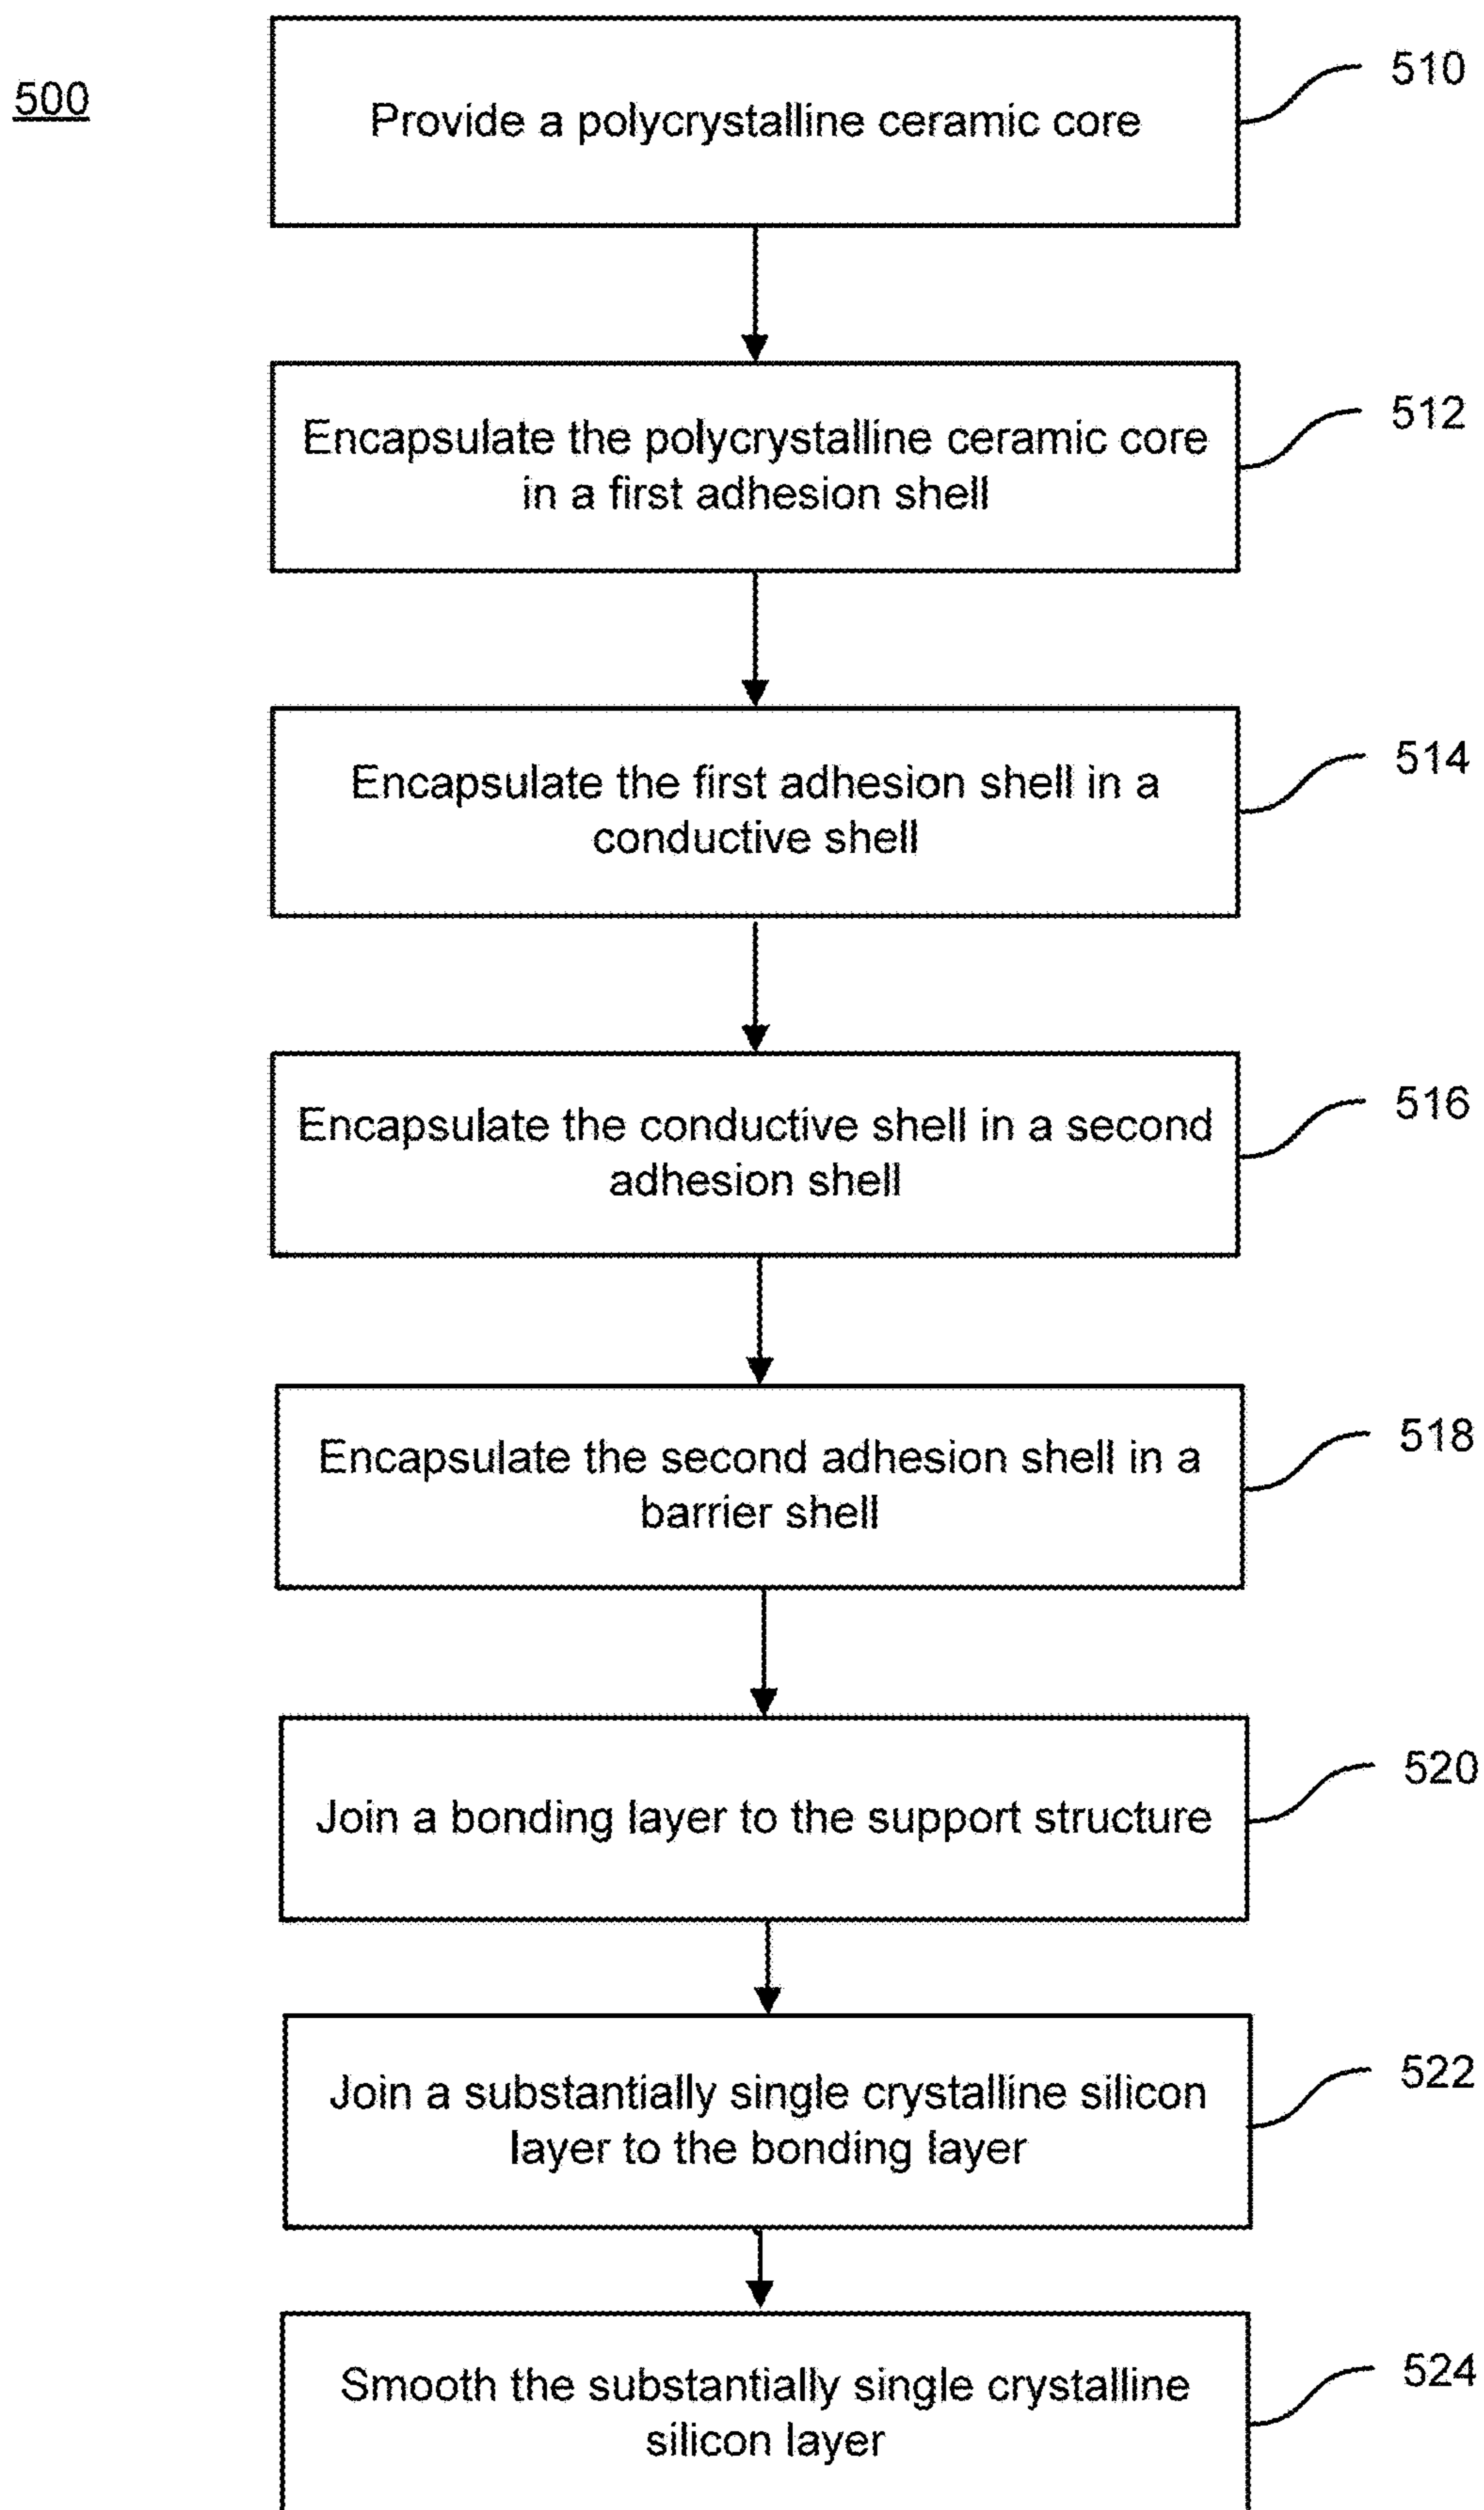 500
Provide a polycrystalline ceramic core
510
Encapsulate the polycrystalline ceramic core
in a first adhesion shell
512
Encapsulate the first adhesion shell in a
conductive shell
514
Encapsulate the conductive shell in a second
adhesion shell
516
Encapsulate the second adhesion shell in a
barrier shell
518
Join a bonding layer to the support structure
520
Join a substantially single crystalline silicon
layer to the bonding layer
522
Smooth the substantially single crystalline
silicon layer
524